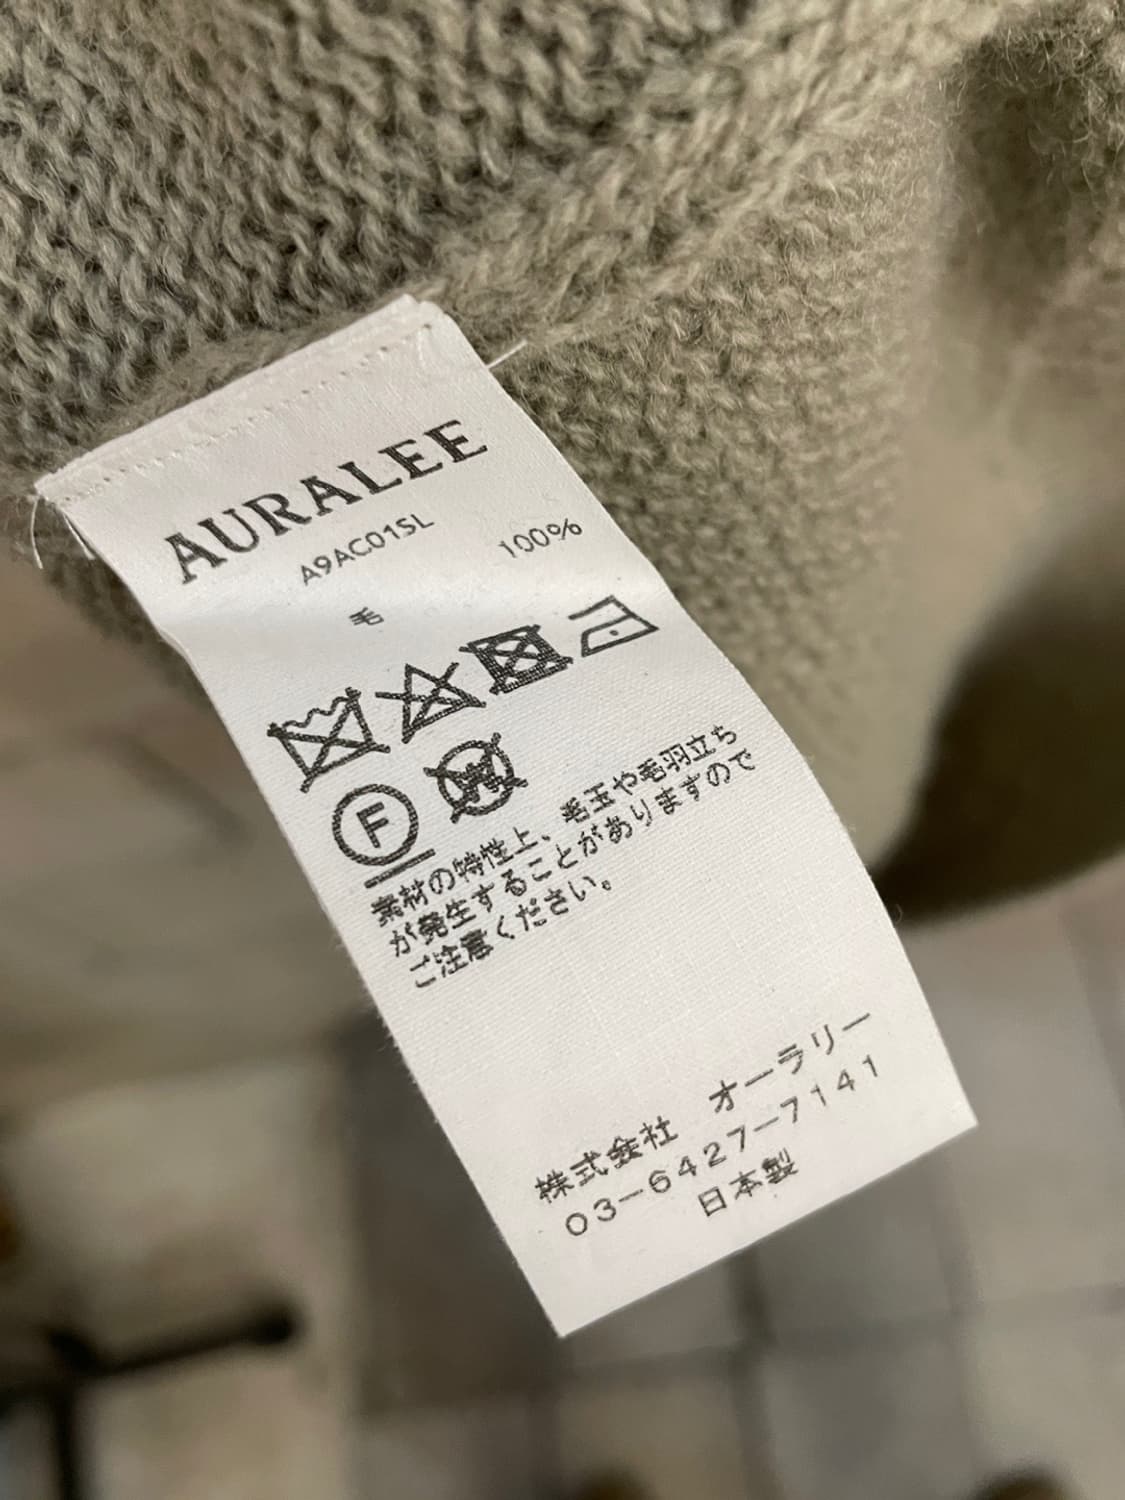 AURALEE
A9AC01SL
毛 100%
F
W
素材の特性上、毛玉や毛羽立ち
が発生することがありますので
ご注意ください。
株式会社 オーラリー
03-6427-7141
日本製